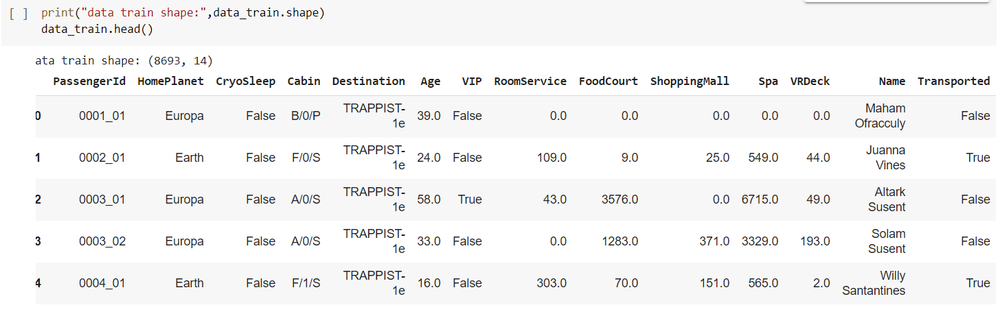 [ ] print("data train shape:",data_train.shape)
data_train.head()
ata train shape: (8693, 14)
PassengerId HomePlanet CryoSleep Cabin Destination Age VIP RoomService FoodCourt ShoppingMall Spa VRDeck Name Transported
0 0001_01 Europa False B/0/P TRAPPIST-1e 39.0 False 0.0 0.0 0.0 0.0 0.0 Maham Ofracculy False
1 0002_01 Earth False F/0/S TRAPPIST-1e 24.0 False 109.0 9.0 25.0 549.0 44.0 Juanna Vines True
2 0003_01 Europa False A/0/S TRAPPIST-1e 58.0 True 43.0 3576.0 0.0 6715.0 49.0 Altark Susent False
3 0003_02 Europa False A/0/S TRAPPIST-1e 33.0 False 0.0 1283.0 371.0 3329.0 193.0 Solam Susent False
4 0004_01 Earth False F/1/S TRAPPIST-1e 16.0 False 303.0 70.0 151.0 565.0 2.0 Willy Santantines True